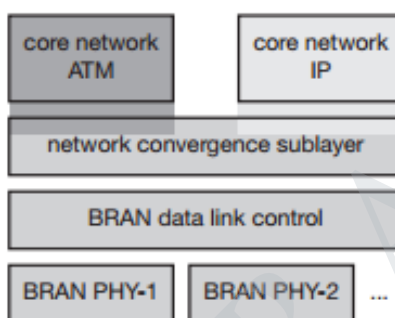 core network
ATM
core network
IP
network convergence sublayer
BRAN data link control
BRAN PHY-1
BRAN PHY-2
...